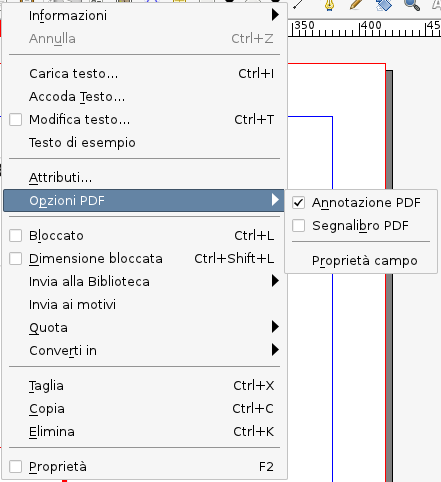 350
400
45
Informazioni
Annulla Ctrl+Z
Carica testo... Ctrl+I
Accoda Testo...
Modifica testo... Ctrl+T
Testo di esempio
Attributi...
Opzioni PDF
Annotazione PDF
Segnalibro PDF
Proprietà campo
Bloccato Ctrl+L
Dimensione bloccata Ctrl+Shift+L
Invia alla Biblioteca
Invia ai motivi
Quota
Converti in
Taglia Ctrl+X
Copia Ctrl+C
Elimina Ctrl+K
Proprietà F2